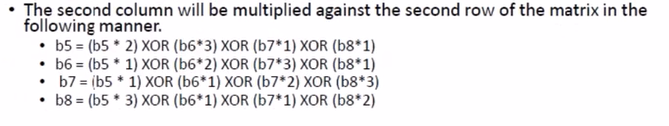 • The second column will be multiplied against the second row of the matrix in the
following manner.
• b5 = (b5 * 2) XOR (b6*3) XOR (b7*1) XOR (b8*1)
• b6 = (b5 * 1) XOR (b6*2) XOR (b7*3) XOR (b8*1)
• b7 = (b5 * 1) XOR (b6*1) XOR (b7*2) XOR (b8*3)
• b8 = (b5 * 3) XOR (b6*1) XOR (b7*1) XOR (b8*2)